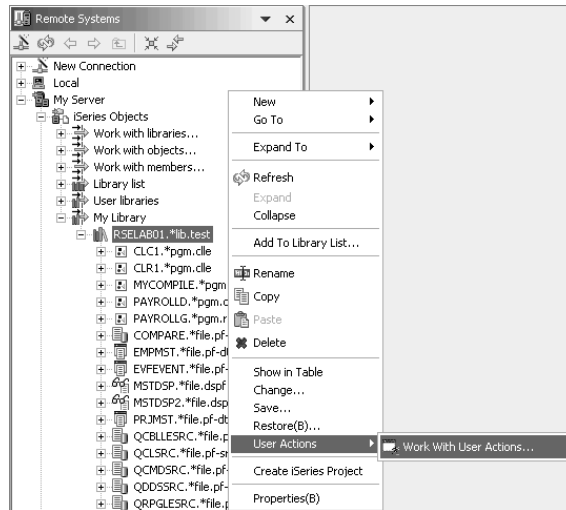 Remote Systems
New Connection
Local
My Server
iSeries Objects
Work with libraries...
Work with objects...
Work with members...
Library list
User libraries
My Library
RSELAB01.*lib.test
CLC1.*pgm.clle
CLR1.*pgm.clle
MYCOMPILE.*pgm
PAYROLLD.*pgm.c
PAYROLLG.*pgm.r
COMPARE.*file.pf-
EMPMST.*file.pf-dt
EVFEVENT.*file.pf-
MSTDSP.*file.dspf
MSTDSP2.*file.dsp
PRJMST.*file.pf-dt
QCBLLESRC.*file.p
QCLSRC.*file.pf-sr
QCMDSRC.*file.pf-
QDDSSRC.*file.pf-
QRPGLESRC.*file.p
New
Go To
Expand To
Refresh
Expand
Collapse
Add To Library List...
Rename
Copy
Paste
Delete
Show in Table
Change...
Save...
Restore(B)...
User Actions
Work With User Actions...
Create iSeries Project
Properties(B)